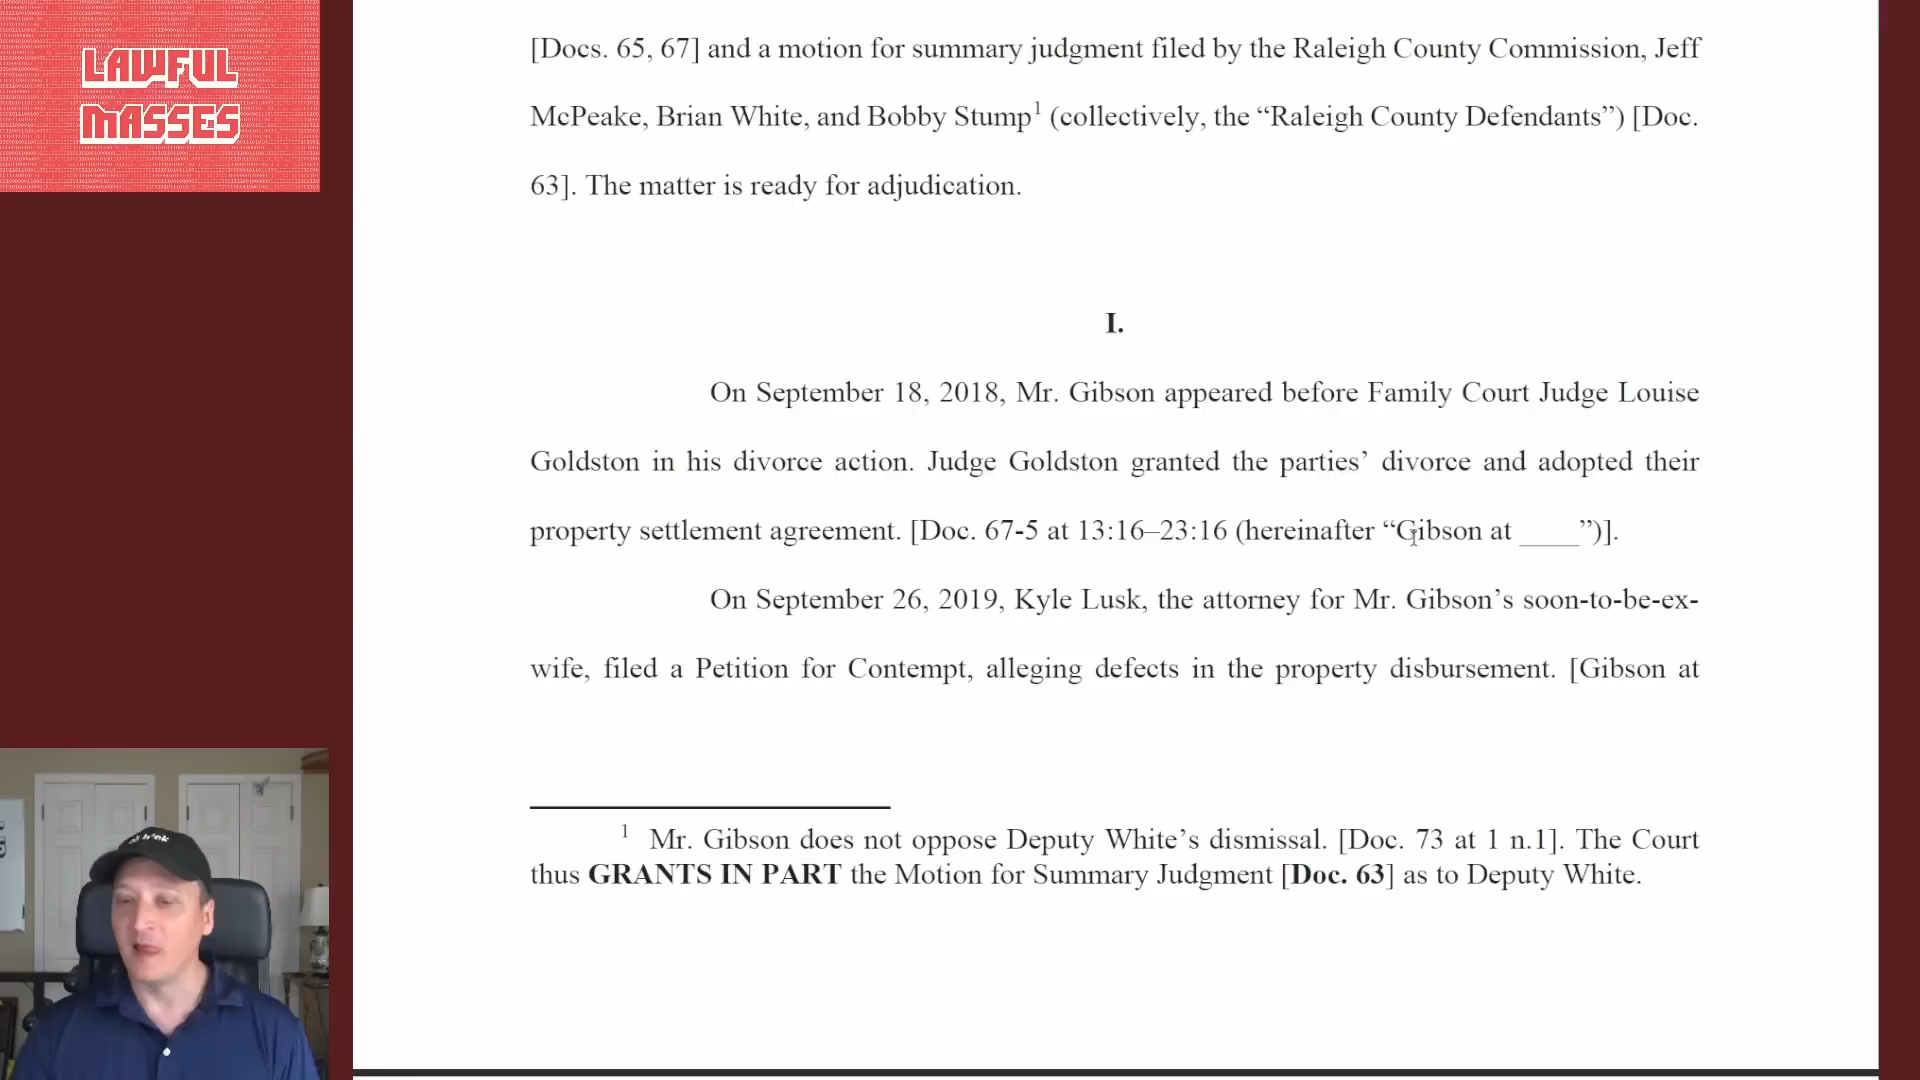 LAWFUL
MASSES
[Docs. 65, 67] and a motion for summary judgment filed by the Raleigh County Commission, Jeff
McPeake, Brian White, and Bobby Stump1 (collectively, the “Raleigh County Defendants”) [Doc.
63]. The matter is ready for adjudication.
I.
On September 18, 2018, Mr. Gibson appeared before Family Court Judge Louise
Goldston in his divorce action. Judge Goldston granted the parties’ divorce and adopted their
property settlement agreement. [Doc. 67-5 at 13:16–23:16 (hereinafter “Gibson at ____”)].
On September 26, 2019, Kyle Lusk, the attorney for Mr. Gibson’s soon-to-be-ex-
wife, filed a Petition for Contempt, alleging defects in the property disbursement. [Gibson at
1 Mr. Gibson does not oppose Deputy White’s dismissal. [Doc. 73 at 1 n.1]. The Court
thus GRANTS IN PART the Motion for Summary Judgment [Doc. 63] as to Deputy White.